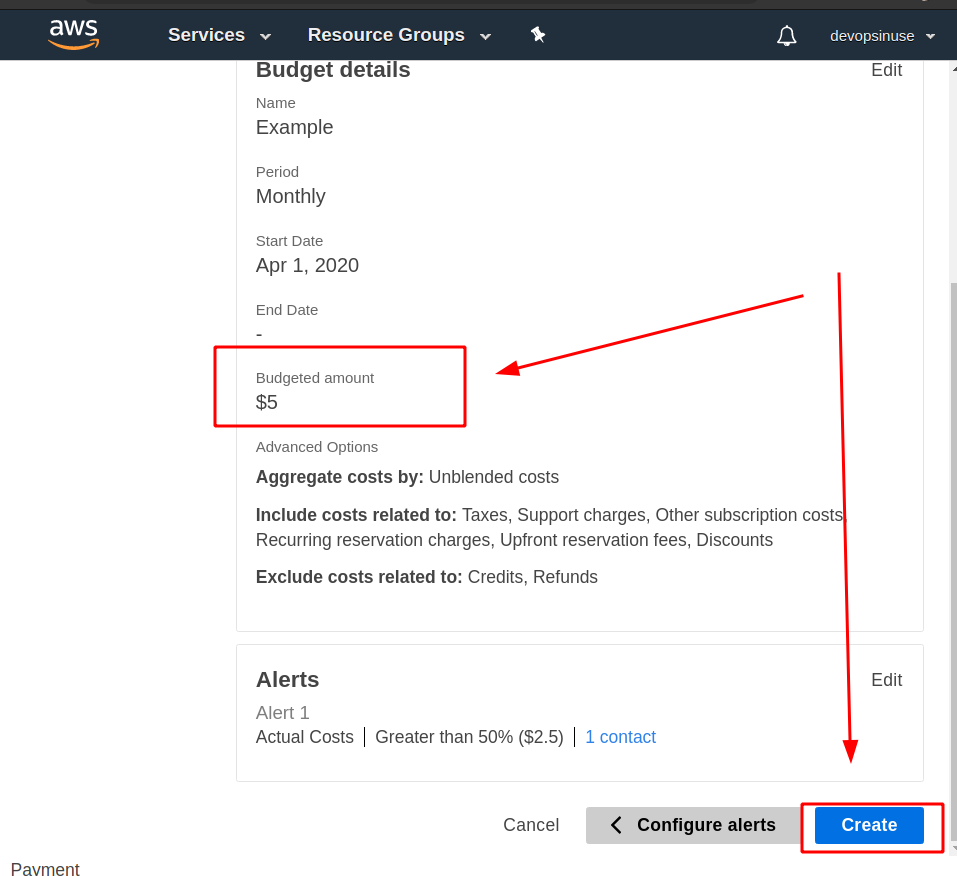 aws Services Resource Groups devopsinuse
Budget details Edit
Name
Example
Period
Monthly
Start Date
Apr 1, 2020
End Date
-
Budgeted amount
$5
Advanced Options
Aggregate costs by: Unblended costs
Include costs related to: Taxes, Support charges, Other subscription costs,
Recurring reservation charges, Upfront reservation fees, Discounts
Exclude costs related to: Credits, Refunds
Alerts Edit
Alert 1
Actual Costs | Greater than 50% ($2.5) | 1 contact
Cancel Configure alerts Create
Payment